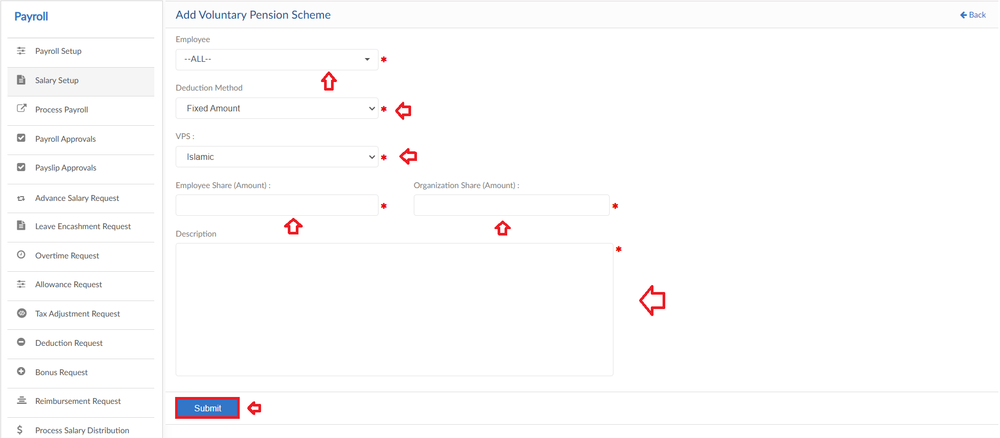 Payroll
Payroll Setup
Salary Setup
Process Payroll
Payroll Approvals
Payslip Approvals
Advance Salary Request
Leave Encashment Request
Overtime Request
Allowance Request
Tax Adjustment Request
Deduction Request
Bonus Request
Reimbursement Request
Process Salary Distribution
Add Voluntary Pension Scheme
Back
Employee
--ALL--
*
Deduction Method
Fixed Amount
*
VPS :
Islamic
*
Employee Share (Amount) :
*
Organization Share (Amount) :
*
Description
*
Submit